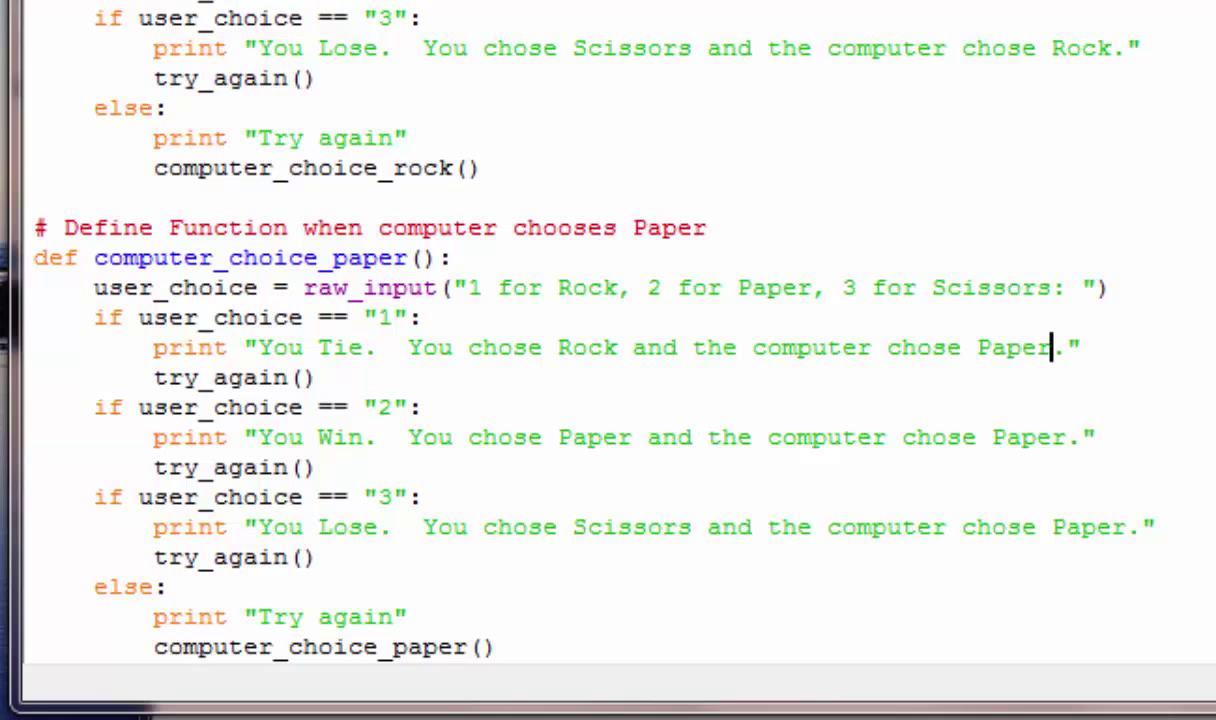 if user_choice == "3":
        print "You Lose.  You chose Scissors and the computer chose Rock."
        try_again()
    else:
        print "Try again"
        computer_choice_rock()

# Define Function when computer chooses Paper
def computer_choice_paper():
    user_choice = raw_input("1 for Rock, 2 for Paper, 3 for Scissors: ")
    if user_choice == "1":
        print "You Tie.  You chose Rock and the computer chose Paper."
        try_again()
    if user_choice == "2":
        print "You Win.  You chose Paper and the computer chose Paper."
        try_again()
    if user_choice == "3":
        print "You Lose.  You chose Scissors and the computer chose Paper."
        try_again()
    else:
        print "Try again"
        computer_choice_paper()